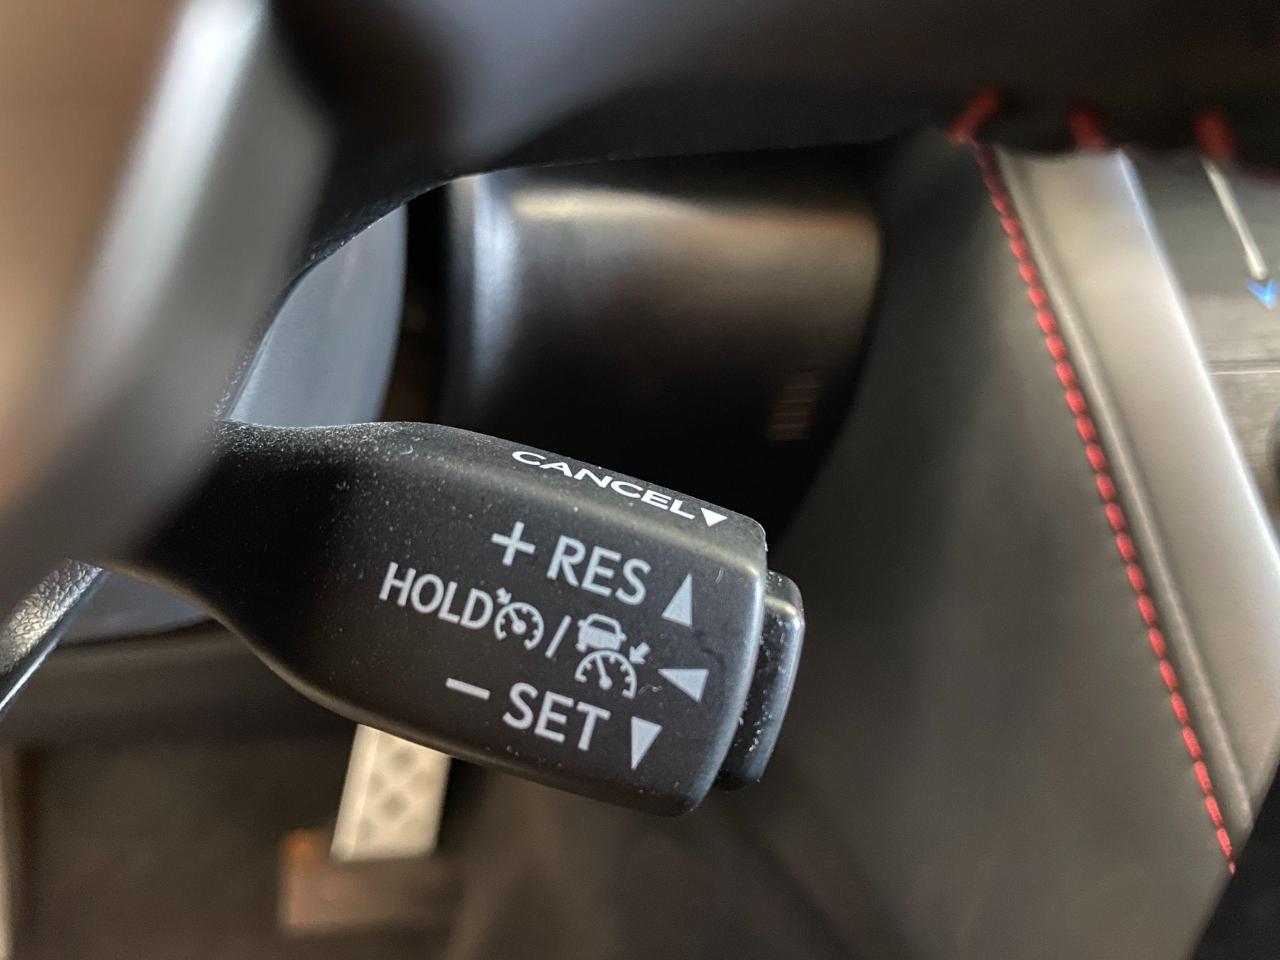 CANCEL▼
+ RES ▲
HOLD / ◀
− SET ▼